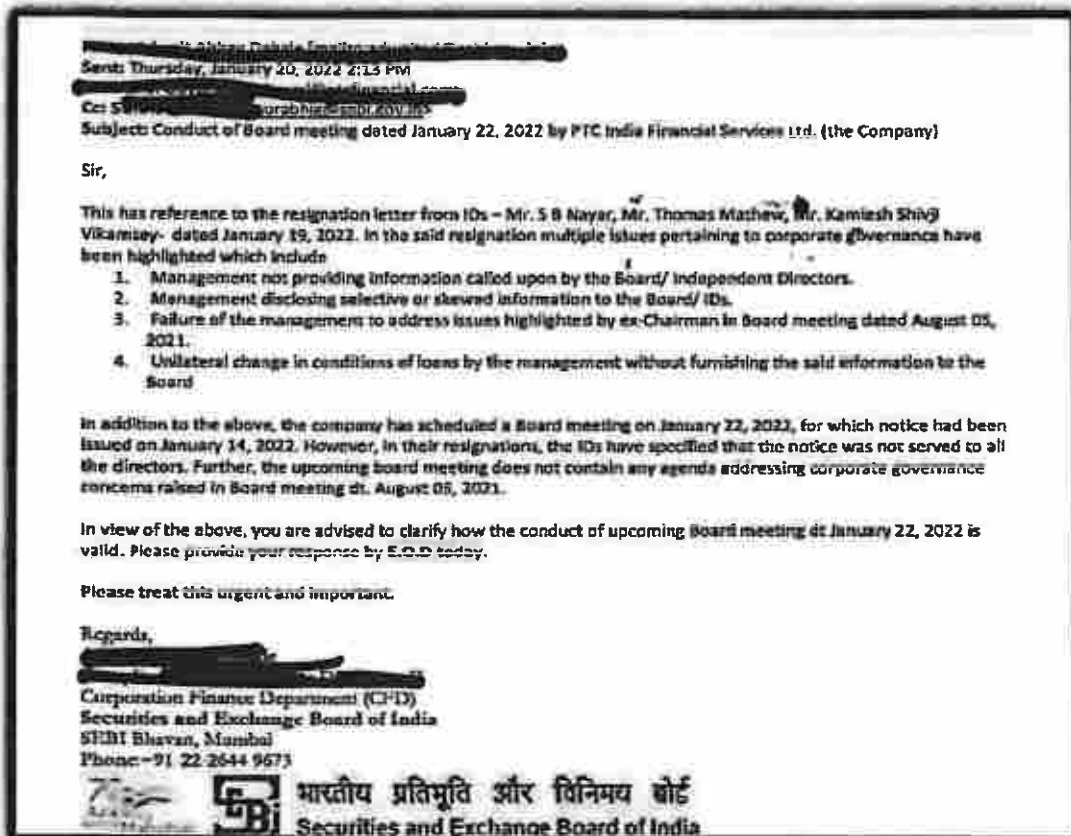 Sent: Thursday, January 20, 2022 2:13 PM
Subject: Conduct of Board meeting dated January 22, 2022 by PTC India Financial Services Ltd. (the Company)
Sir,
This has reference to the resignation letter from IDs – Mr. S B Nayar, Mr. Thomas Mathew, Mr. Kamlesh Shivji
Vikamsey- dated January 19, 2022. In the said resignation multiple issues pertaining to corporate governance have
been highlighted which include
1. Management not providing information called upon by the Board/ Independent Directors.
2. Management disclosing selective or skewed information to the Board/ IDs.
3. Failure of the management to address issues highlighted by ex-Chairman in Board meeting dated August 05,
2021.
4. Unilateral change in conditions of loans by the management without furnishing the said information to the
Board
In addition to the above, the company has scheduled a Board meeting on January 22, 2022, for which notice had been
issued on January 14, 2022. However, in their resignations, the IDs have specified that the notice was not served to all
the directors. Further, the upcoming board meeting does not contain any agenda addressing corporate governance
concerns raised in Board meeting dt. August 05, 2021.
In view of the above, you are advised to clarify how the conduct of upcoming Board meeting dt January 22, 2022 is
valid. Please provide your response by E.O.D today.
Please treat this urgent and important.
Regards,
Corporation Finance Department (CFD)
Securities and Exchange Board of India
SEBI Bhavan, Mumbai
Phone:+91 22 2644 9673
SEBI भारतीय प्रतिभूति और विनिमय बोर्ड
Securities and Exchange Board of India